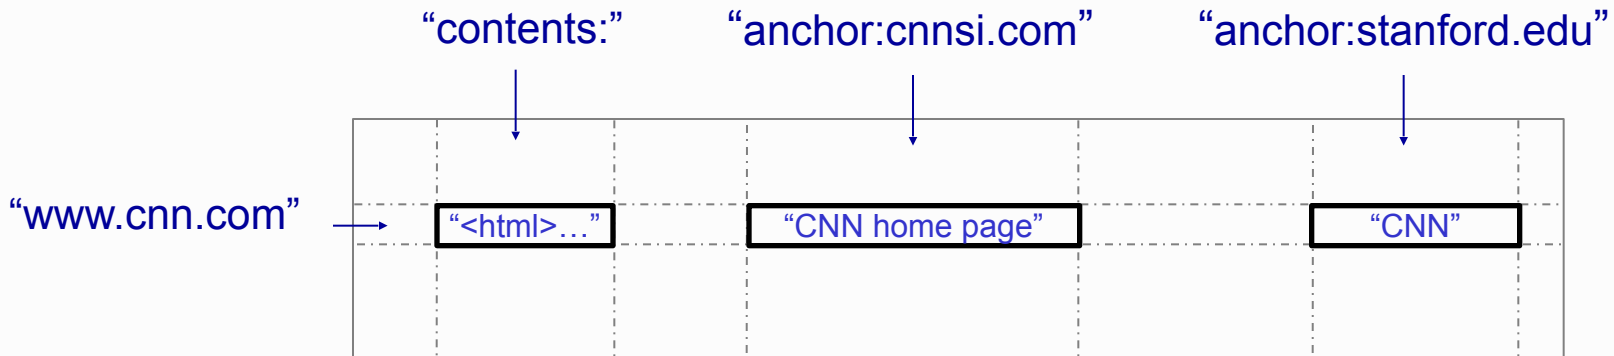 “contents:” “anchor:cnnsi.com” “anchor:stanford.edu”
“www.cnn.com” “<html>…” “CNN home page” “CNN”